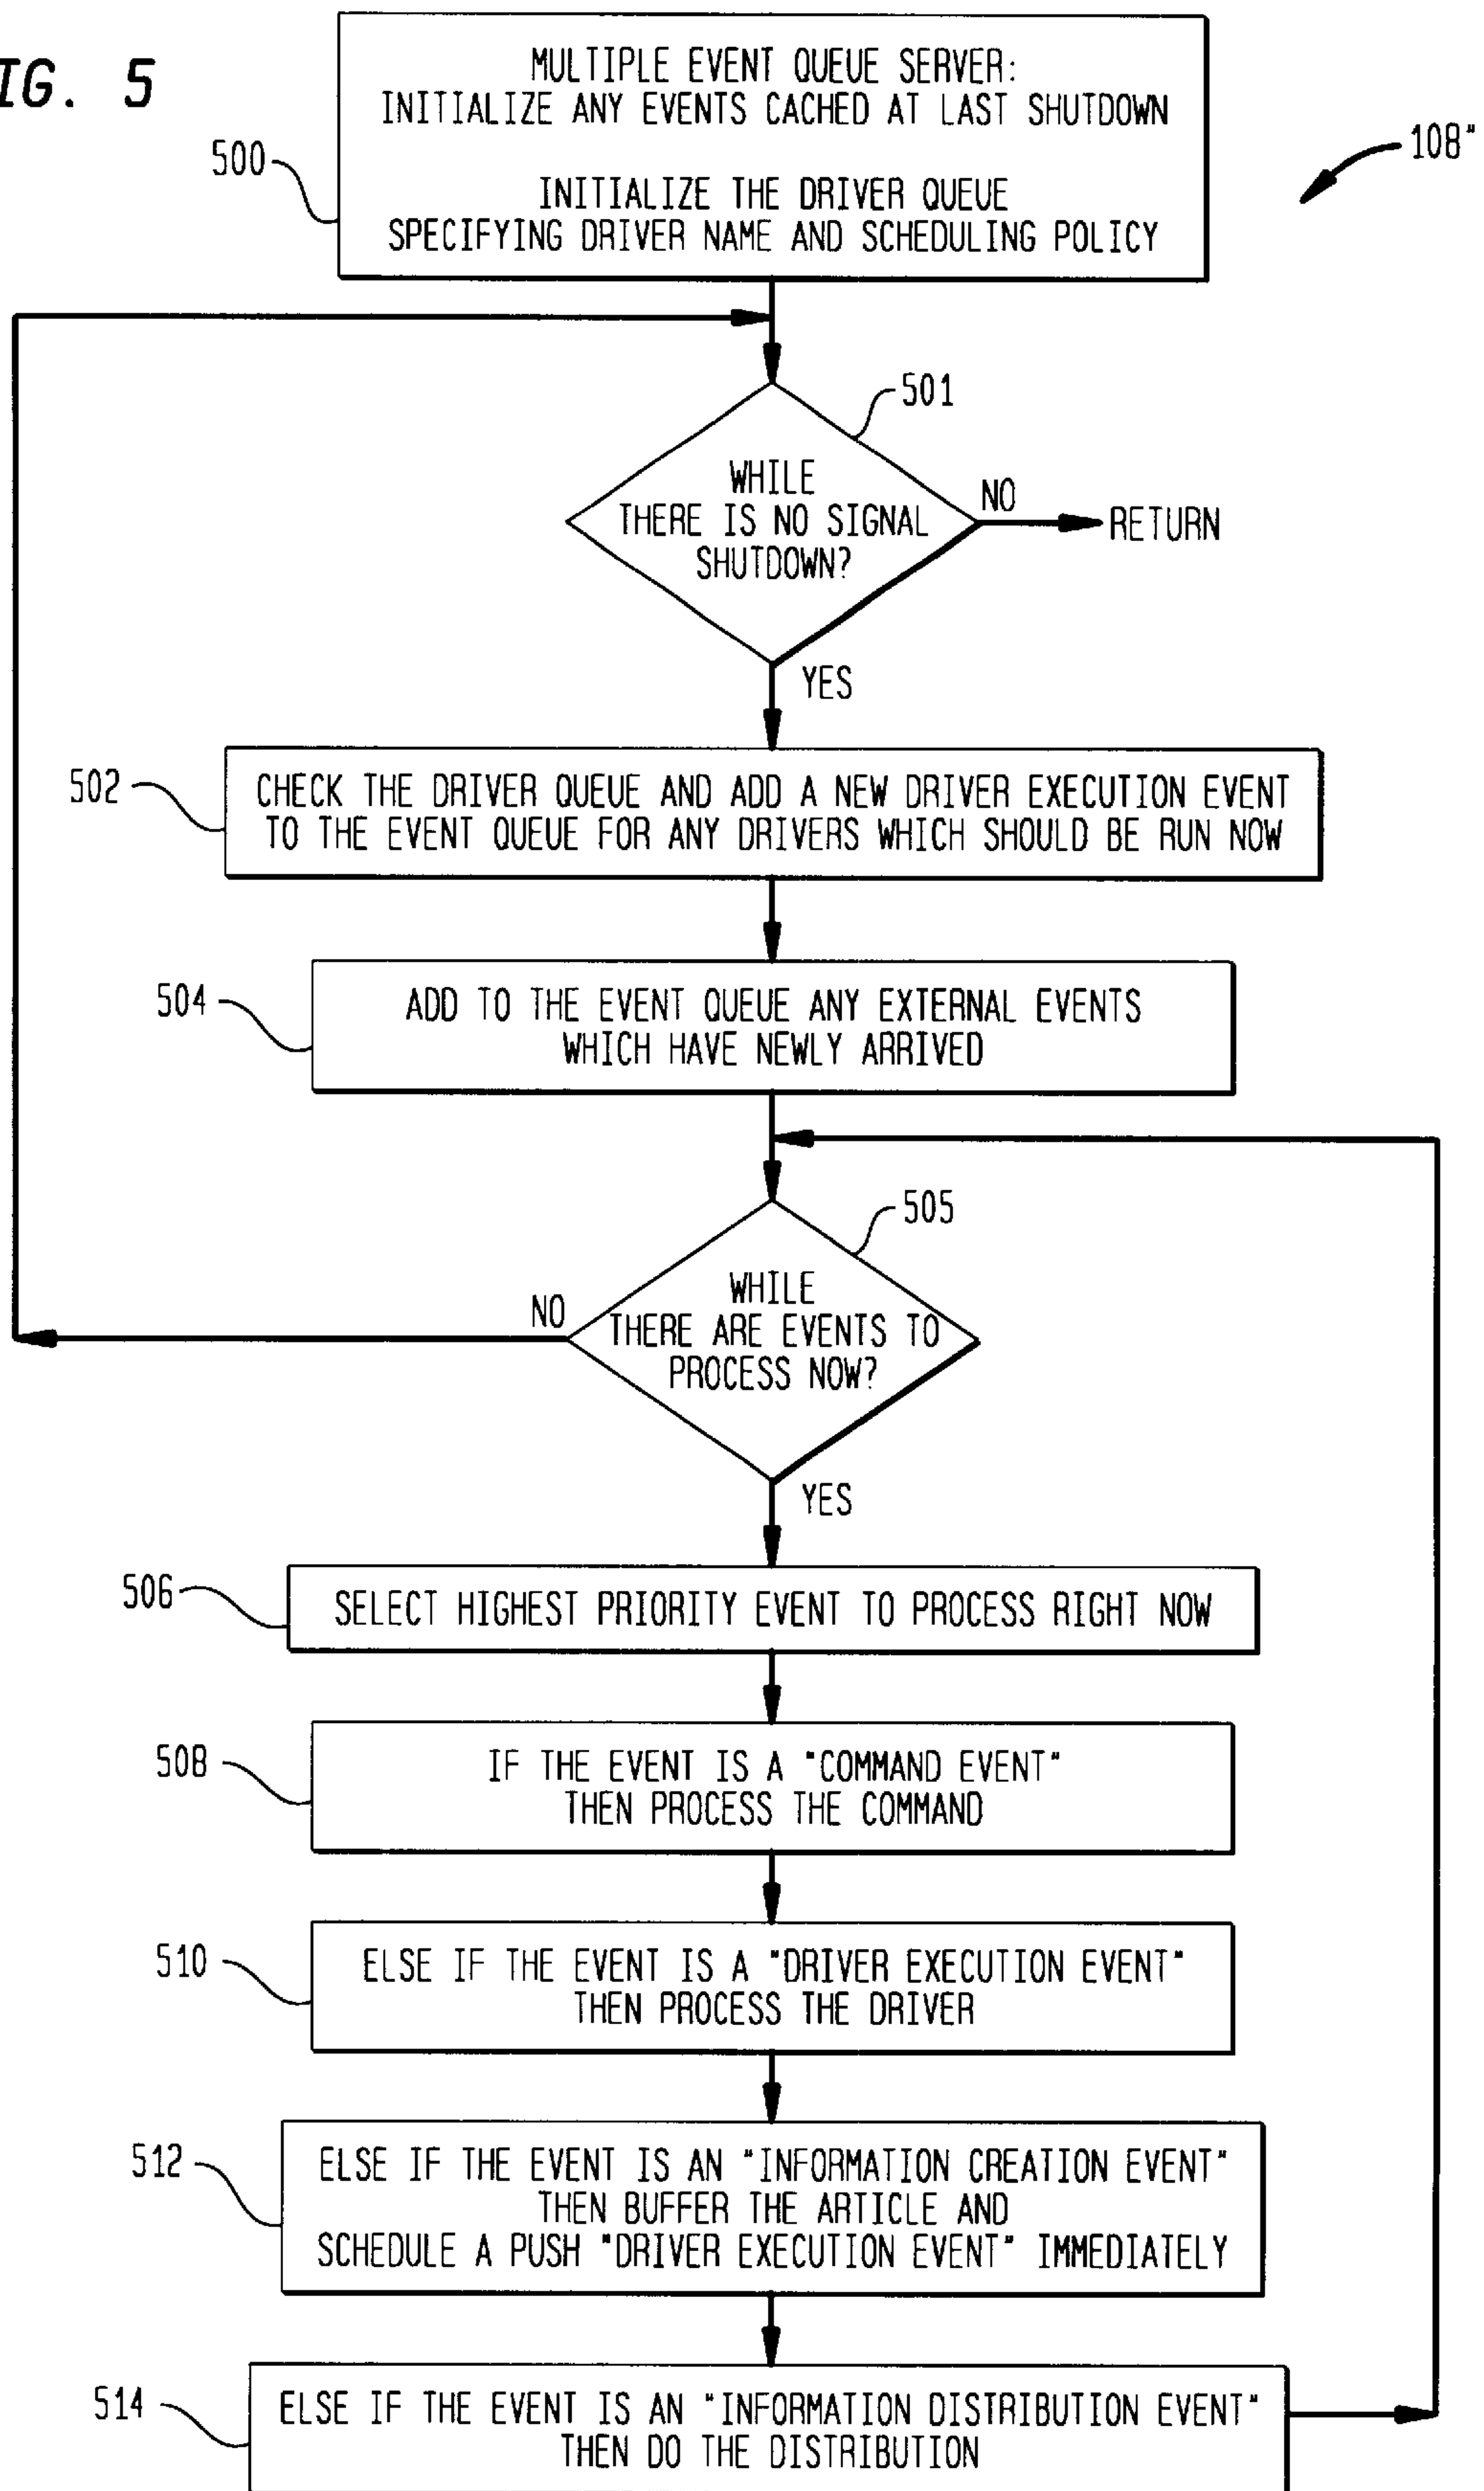 IG. 5
MULTIPLE EVENT QUEUE SERVER:
INITIALIZE ANY EVENTS CACHED AT LAST SHUTDOWN
INITIALIZE THE DRIVER QUEUE
SPECIFYING DRIVER NAME AND SCHEDULING POLICY
500
108"
501
WHILE
THERE IS NO SIGNAL
SHUTDOWN?
NO
RETURN
YES
502
CHECK THE DRIVER QUEUE AND ADD A NEW DRIVER EXECUTION EVENT
TO THE EVENT QUEUE FOR ANY DRIVERS WHICH SHOULD BE RUN NOW
504
ADD TO THE EVENT QUEUE ANY EXTERNAL EVENTS
WHICH HAVE NEWLY ARRIVED
505
WHILE
THERE ARE EVENTS TO
PROCESS NOW?
NO
YES
506
SELECT HIGHEST PRIORITY EVENT TO PROCESS RIGHT NOW
508
IF THE EVENT IS A "COMMAND EVENT"
THEN PROCESS THE COMMAND
510
ELSE IF THE EVENT IS A "DRIVER EXECUTION EVENT"
THEN PROCESS THE DRIVER
512
ELSE IF THE EVENT IS AN "INFORMATION CREATION EVENT"
THEN BUFFER THE ARTICLE AND
SCHEDULE A PUSH "DRIVER EXECUTION EVENT" IMMEDIATELY
514
ELSE IF THE EVENT IS AN "INFORMATION DISTRIBUTION EVENT"
THEN DO THE DISTRIBUTION